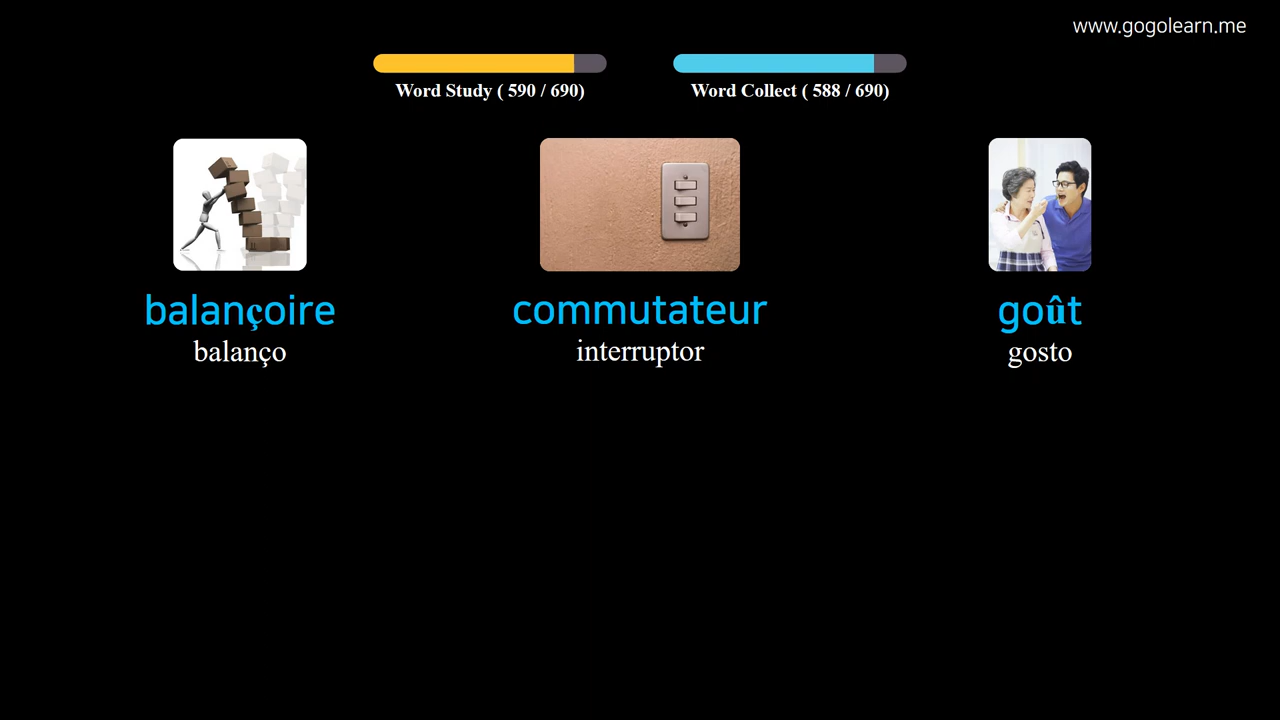 www.gogolearn.me
Word Study ( 590 / 690)
Word Collect ( 588 / 690)
balançoire
balanço
commutateur
interruptor
goût
gosto